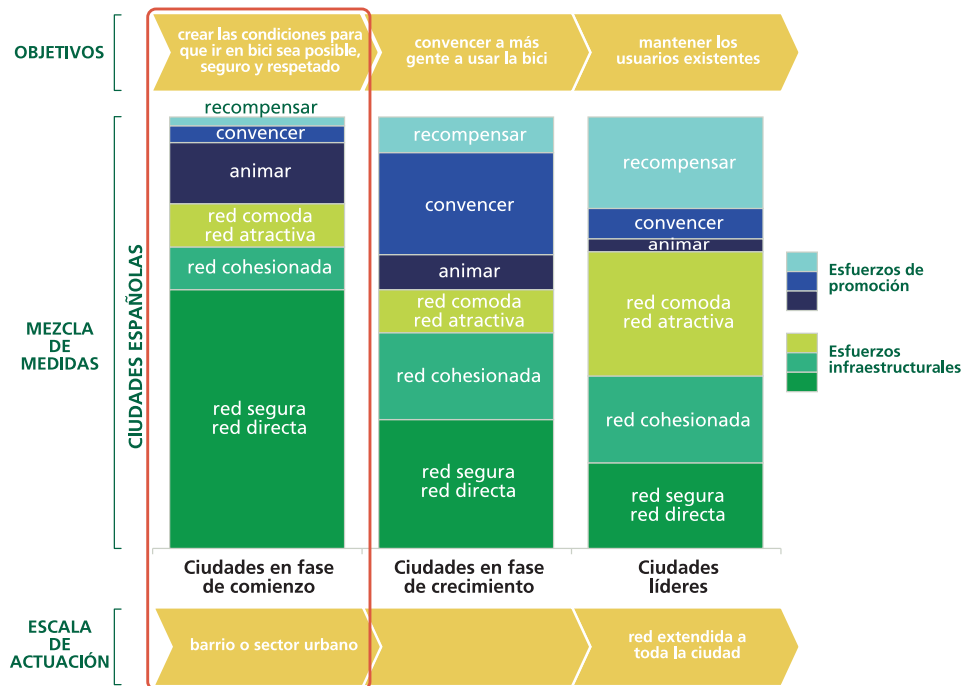 OBJETIVOS
crear las condiciones para
que ir en bici sea posible,
seguro y respetado
convencer a más
gente a usar la bici
mantener los
usuarios existentes
MEZCLA
DE
MEDIDAS
CIUDADES ESPAÑOLAS
recompensar
convencer
animar
red comoda
red atractiva
red cohesionada
red segura
red directa
Ciudades en fase
de comienzo
recompensar
convencer
animar
red comoda
red atractiva
red cohesionada
red segura
red directa
Ciudades en fase
de crecimiento
recompensar
convencer
animar
red comoda
red atractiva
red cohesionada
red segura
red directa
Ciudades
líderes
Esfuerzos de
promoción
Esfuerzos
infraestructurales
ESCALA
DE
ACTUACIÓN
barrio o sector urbano
red extendida a
toda la ciudad